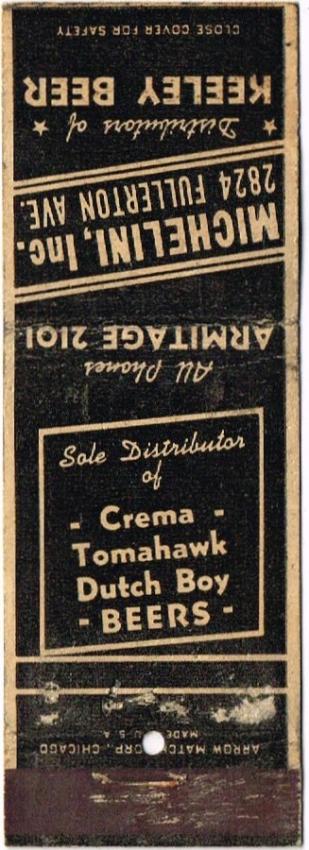 All Phones
ARMITAGE 2101.
MICHELINI, Inc.
2824 FULLERTON AVE.
Distributors of
KEELEY BEER
CLOSE COVER FOR SAFETY
Sole Distributor
of
- Crema -
Tomahawk
Dutch Boy
- BEERS -
ARROW MATCH CORP., CHICAGO
MADE U S A